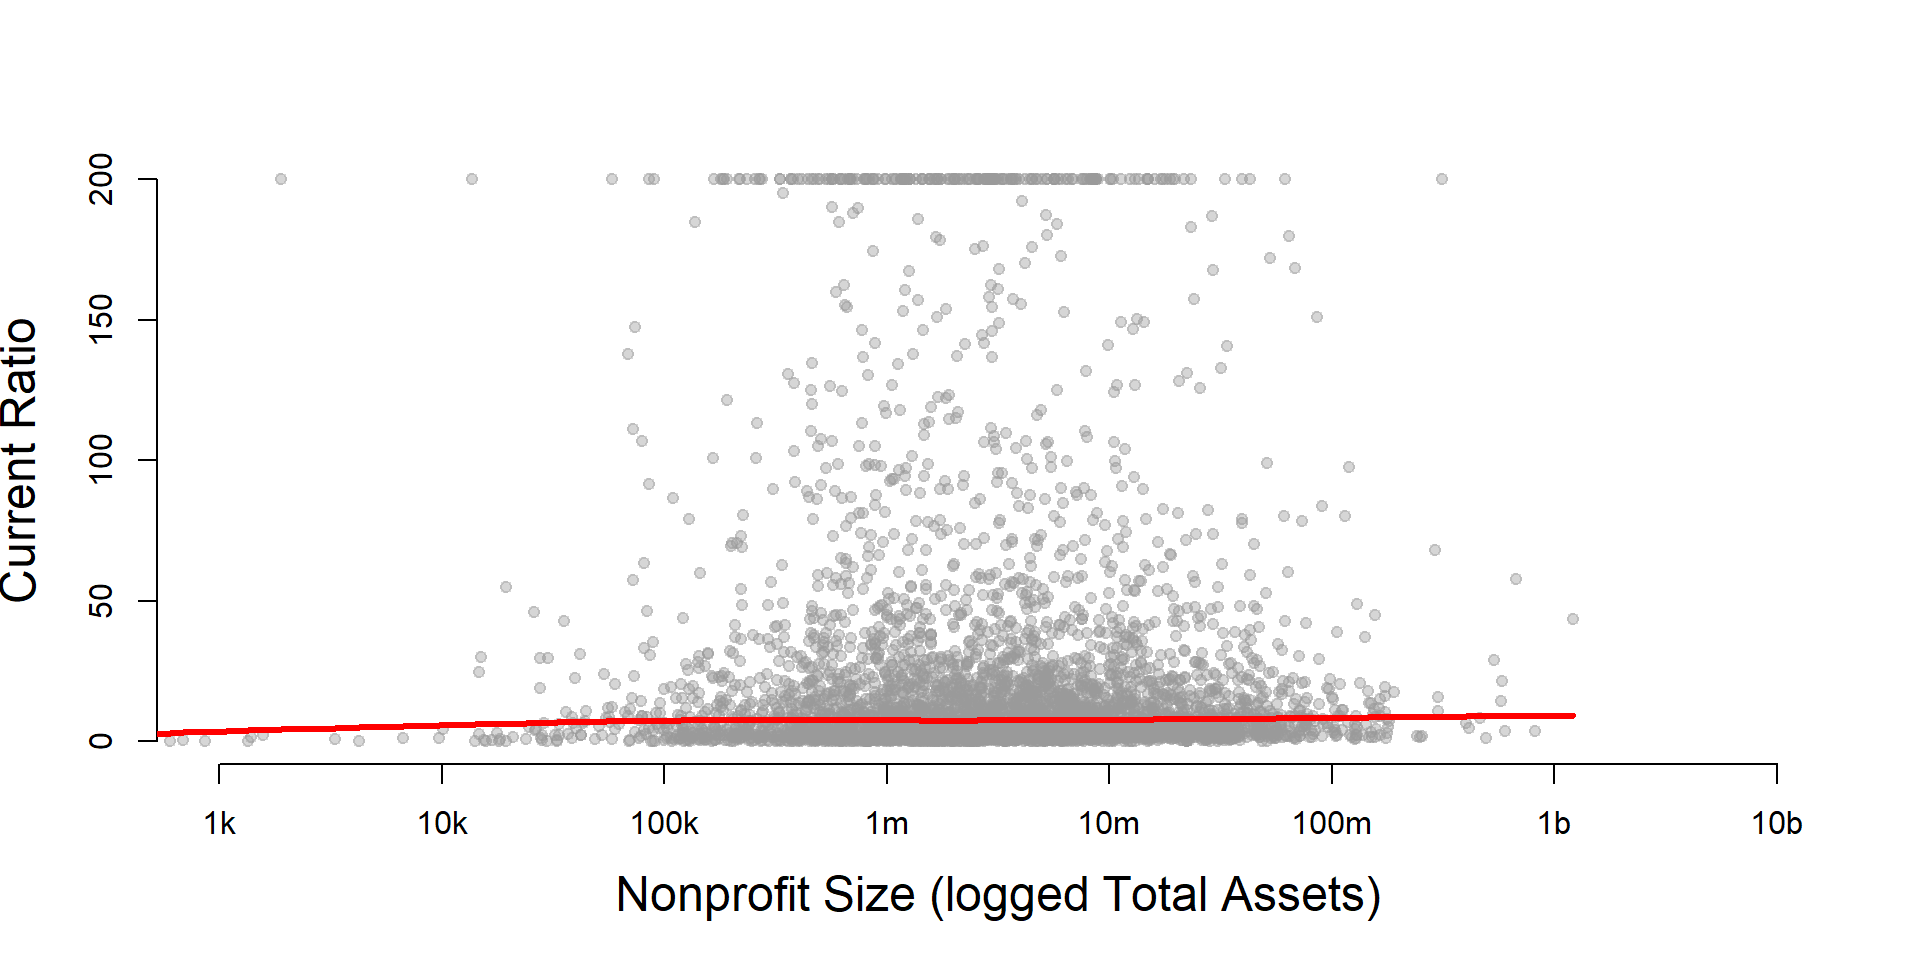 200
150
100
50
0
Current Ratio
1k 10k 100k 1m 10m 100m 1b 10b
Nonprofit Size (logged Total Assets)